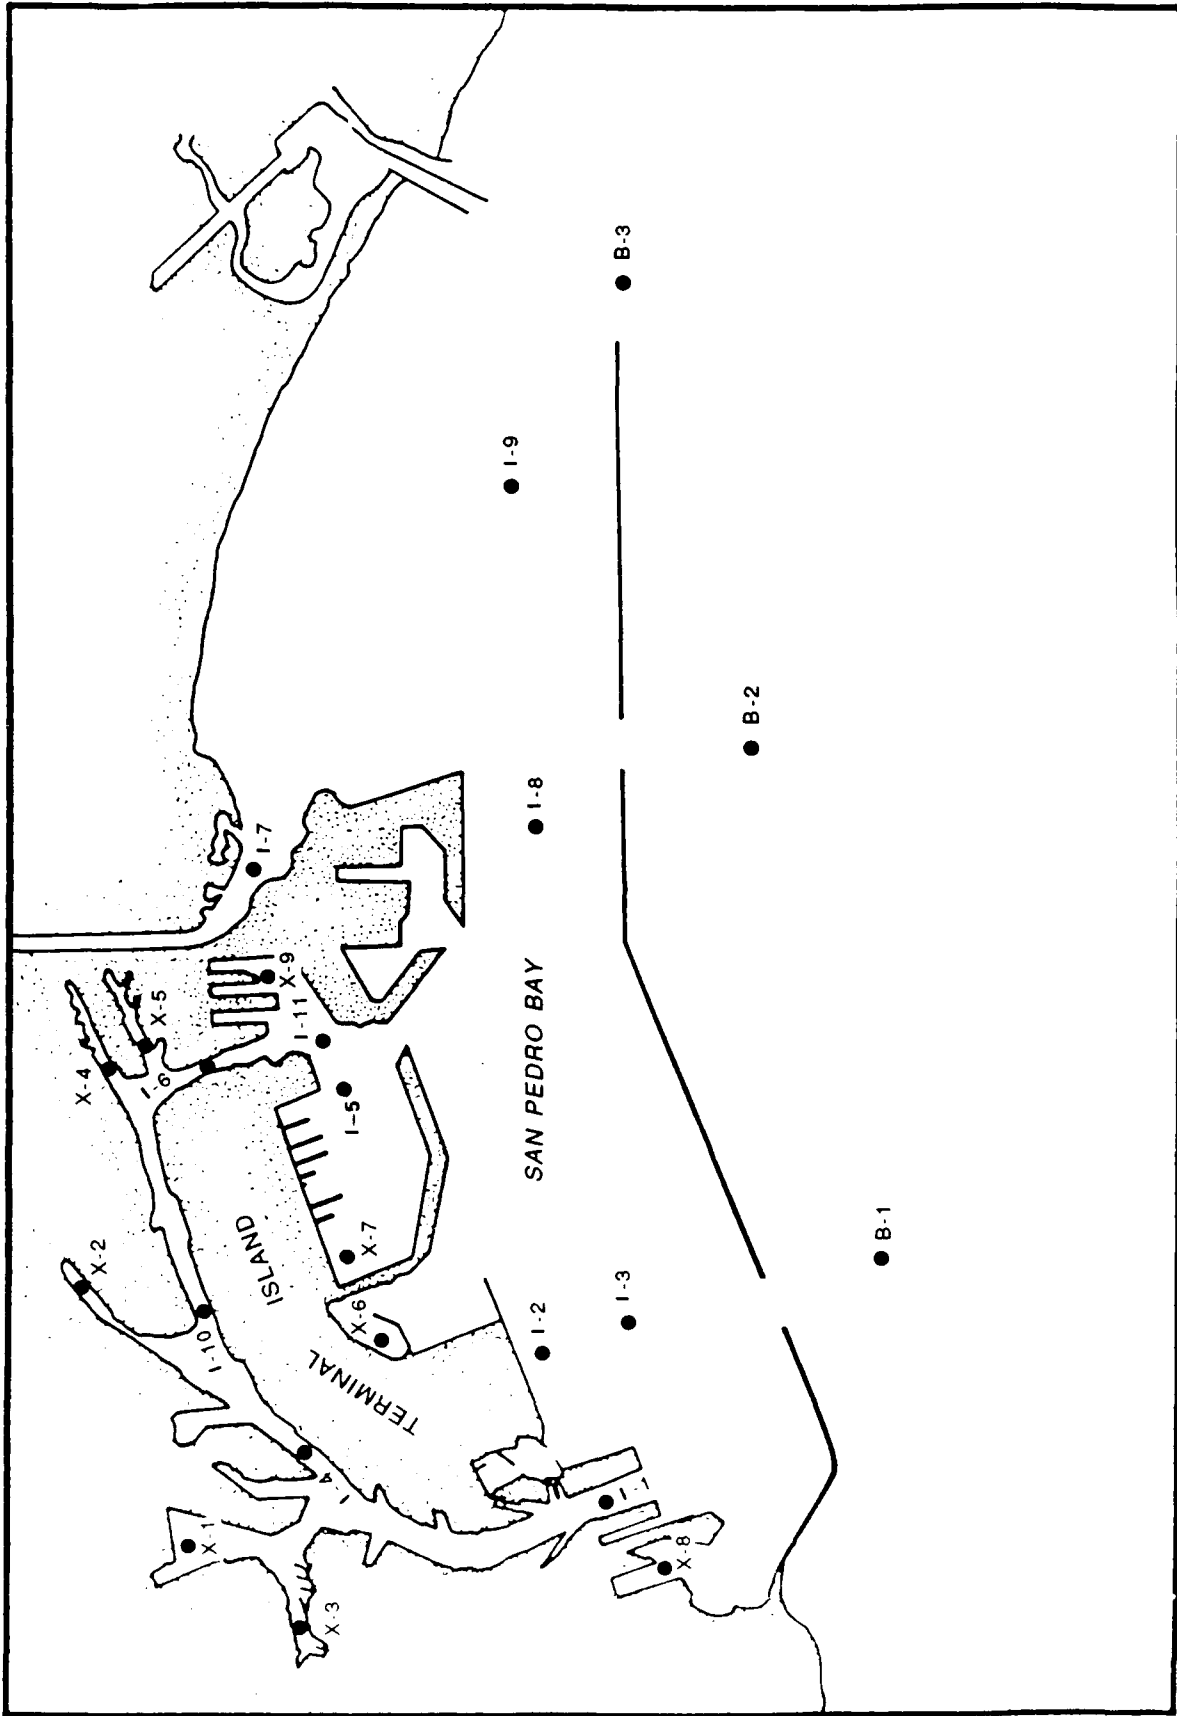 B-3
I-9
B-2
I-8
I-7
X-9
I-11
X-5
X-4
I-6
I-5
SAN PEDRO BAY
X-7
X-2
I-10
ISLAND
TERMINAL
X-6
I-2
I-3
B-1
I-4
I-1
X-1
X-3
X-8